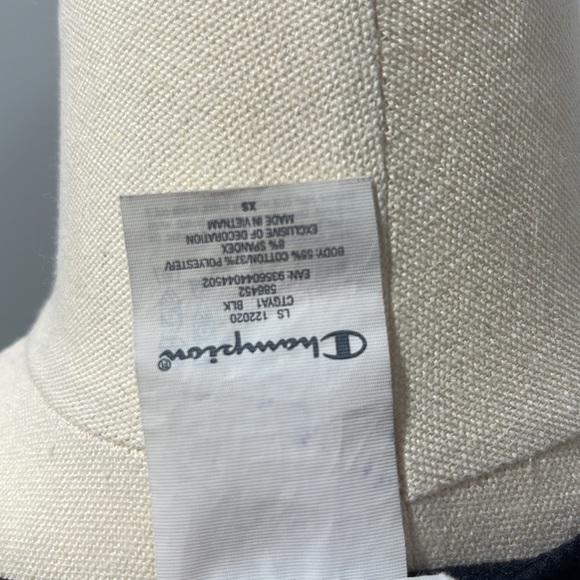 Champion®
LS 122020
CTGYA1 BLK
586452
EAN: 9356044044502
BODY: 55% COTTON/37% POLYESTER/
8% SPANDEX
EXCLUSIVE OF DECORATION
MADE IN VIETNAM
XS